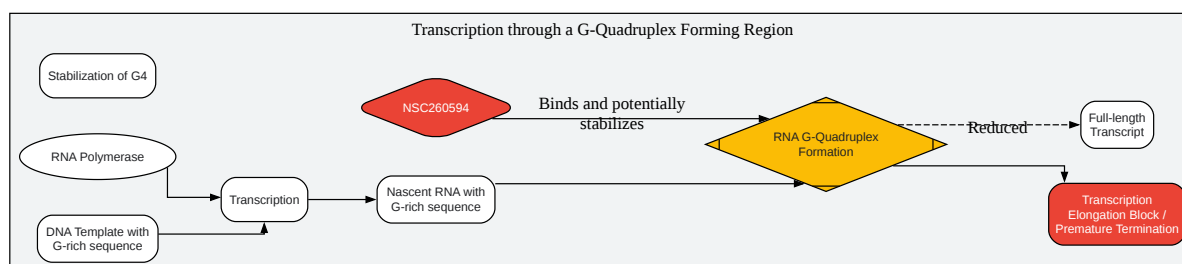 Transcription through a G-Quadruplex Forming Region
Stabilization of G4
NSC260594
Binds and potentially
stabilizes
RNA G-Quadruplex
Formation
Reduced
Full-length
Transcript
RNA Polymerase
Transcription
Nascent RNA with
G-rich sequence
DNA Template with
G-rich sequence
Transcription
Elongation Block /
Premature Termination